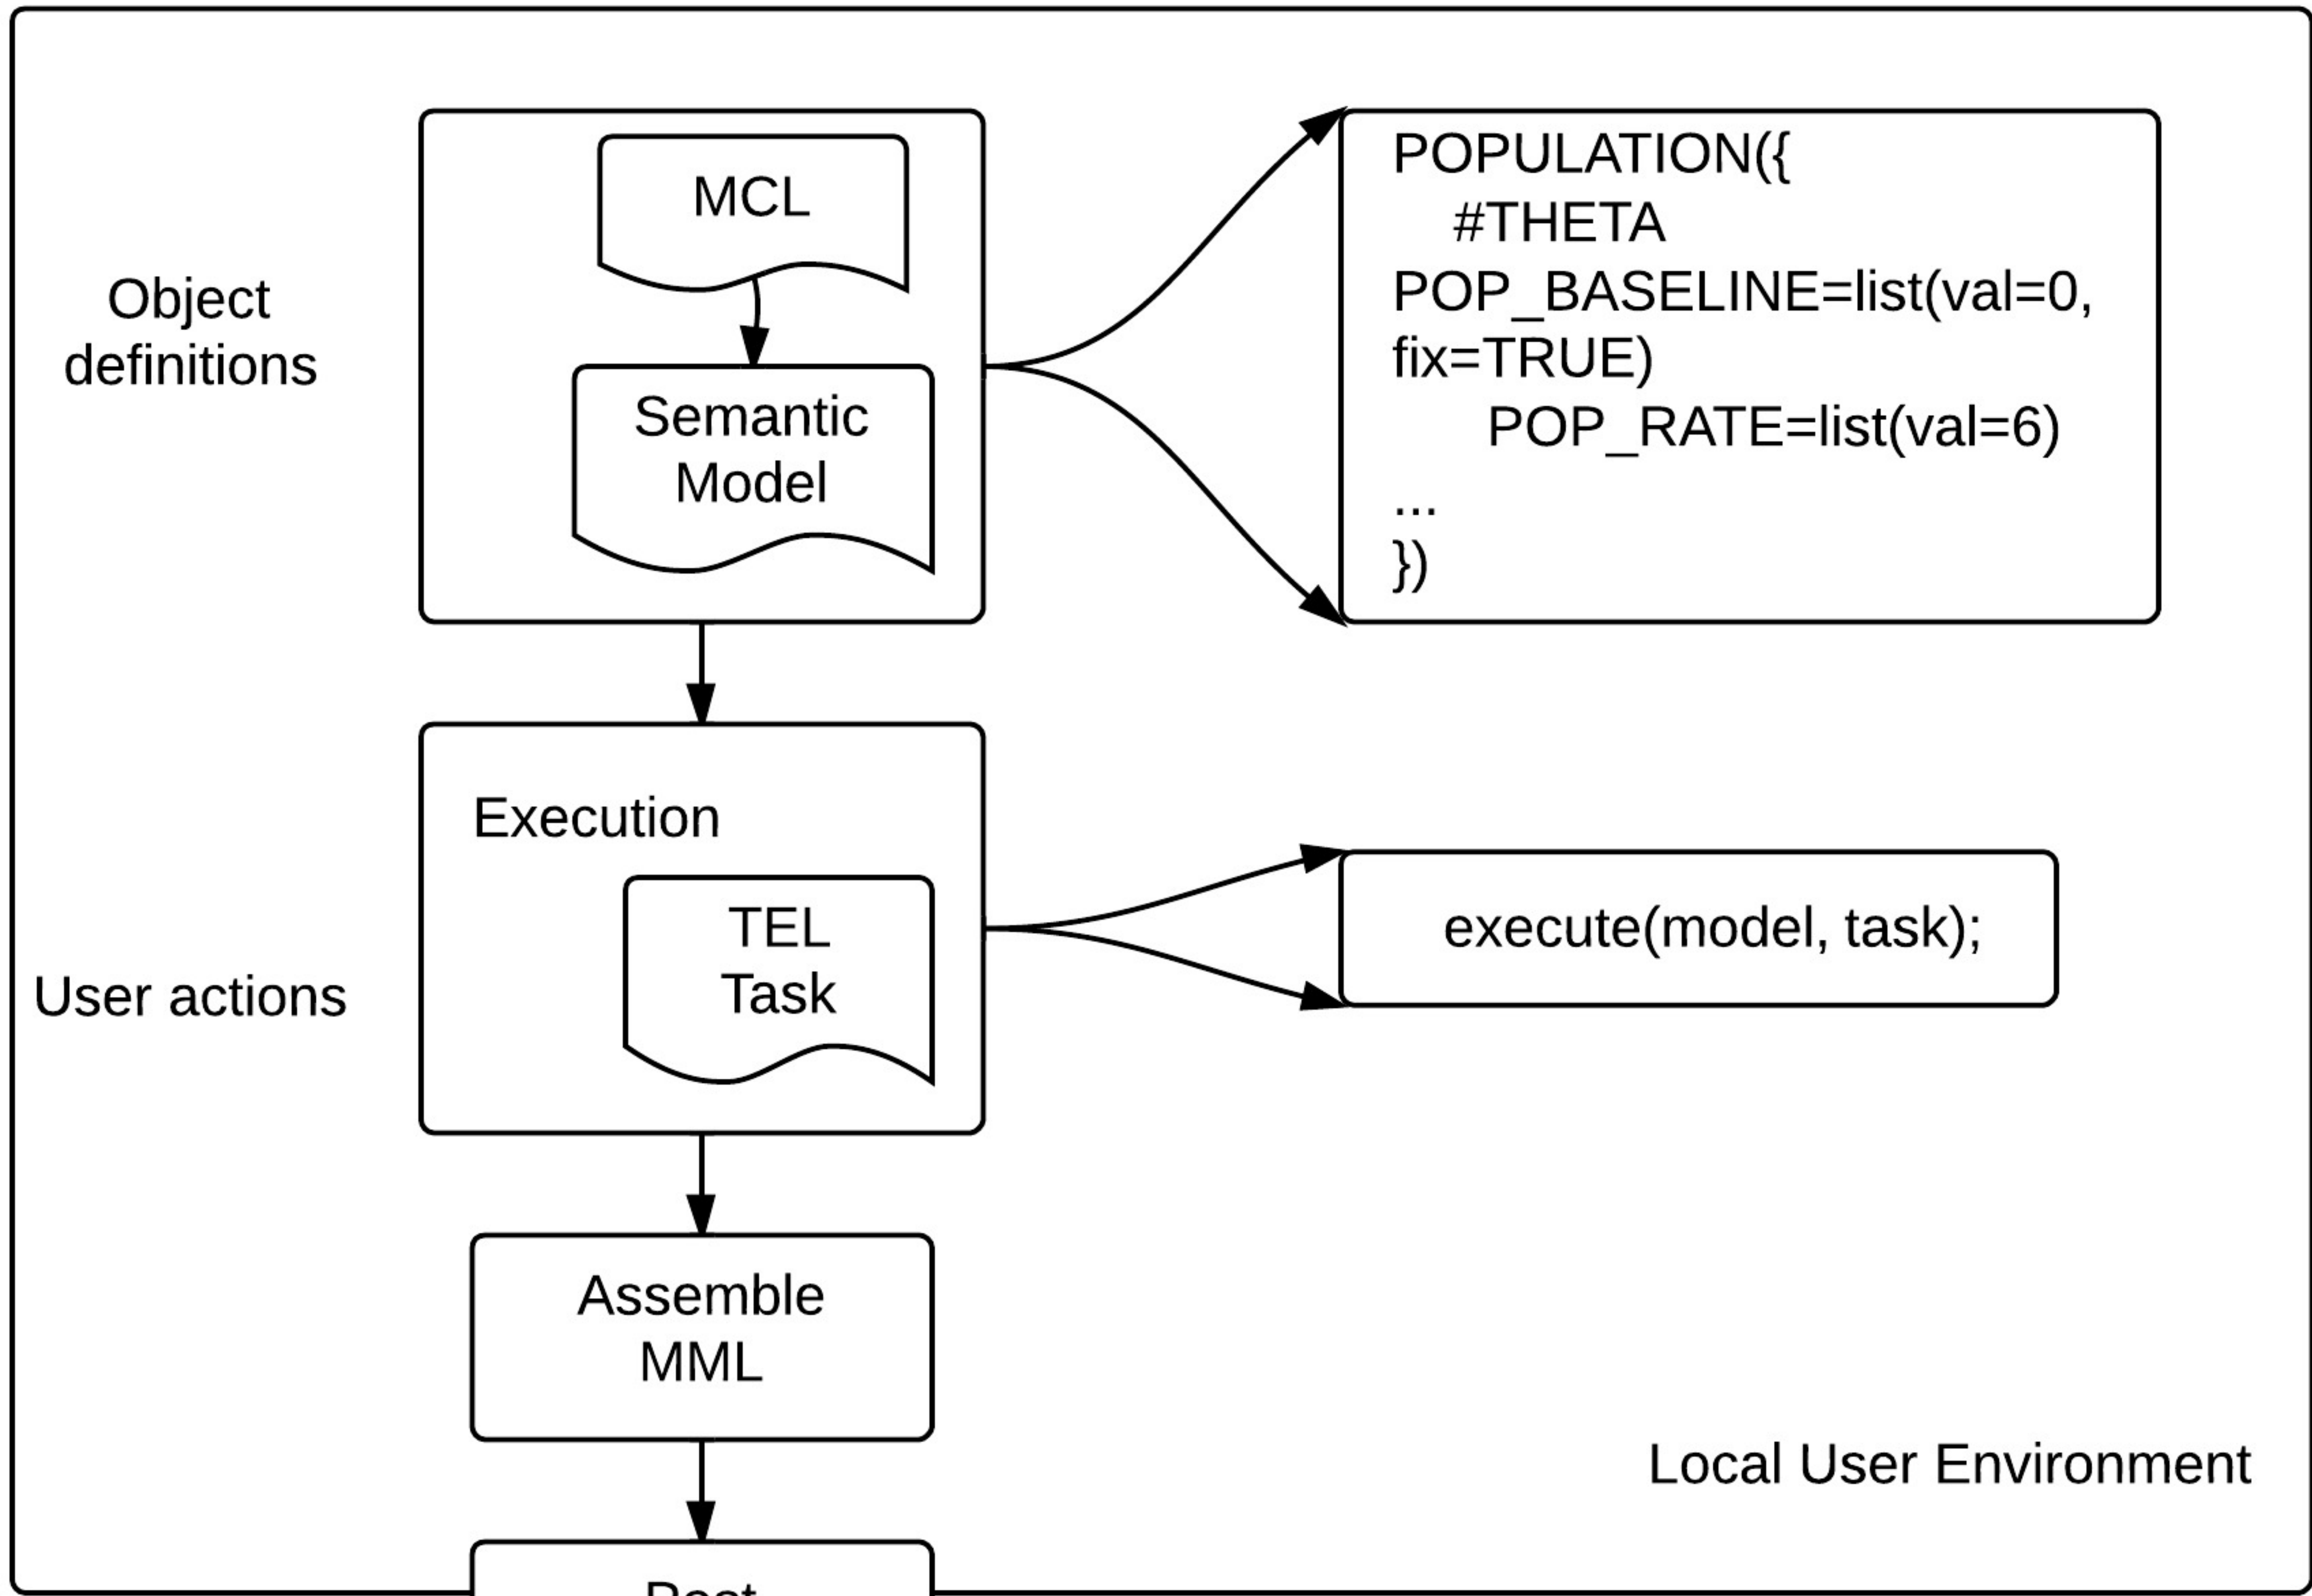 MCL
Semantic
Model
Object
definitions
POPULATION({
#THETA
POP_BASELINE=list(val=0,
fix=TRUE)
POP_RATE=list(val=6)
...
})
Execution
TEL
Task
User actions
execute(model, task);
Assemble
MML
Local User Environment